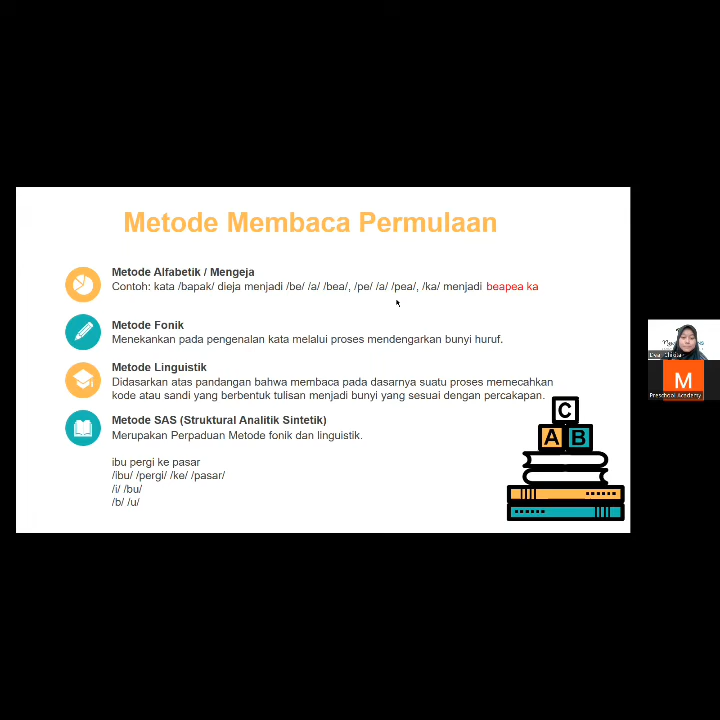 Metode Membaca Permulaan
Metode Alfabetik / Mengeja
Contoh: kata /bapak/ dieja menjadi /be/ /a/ /bea/, /pe/ /a/ /pea/, /ka/ menjadi beapea ka
Metode Fonik
Menekankan pada pengenalan kata melalui proses mendengarkan bunyi huruf.
Metode Linguistik
Didasarkan atas pandangan bahwa membaca pada dasarnya suatu proses memecahkan
kode atau sandi yang berbentuk tulisan menjadi bunyi yang sesuai dengan percakapan.
Metode SAS (Struktural Analitik Sintetik)
Merupakan Perpaduan Metode fonik dan linguistik.
ibu pergi ke pasar
/ibu/ /pergi/ /ke/ /pasar/
/i/ /bu/
/b/ /u/
C
A B
M
Preschool Academy